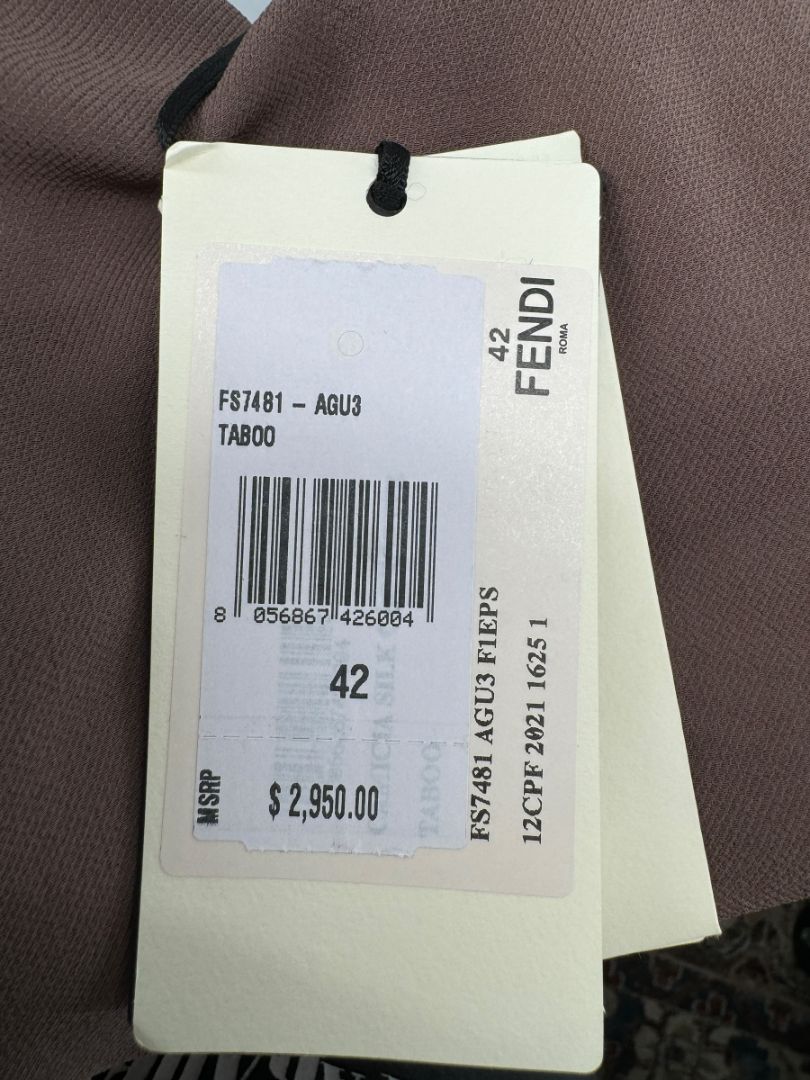 FS7481 – AGU3
TABOO
8 056867 426004
42
MSRP
$ 2,950.00
42
FENDI
ROMA
FS7481 AGU3 F1EPS
12CPF 2021 1625 1
TABOO